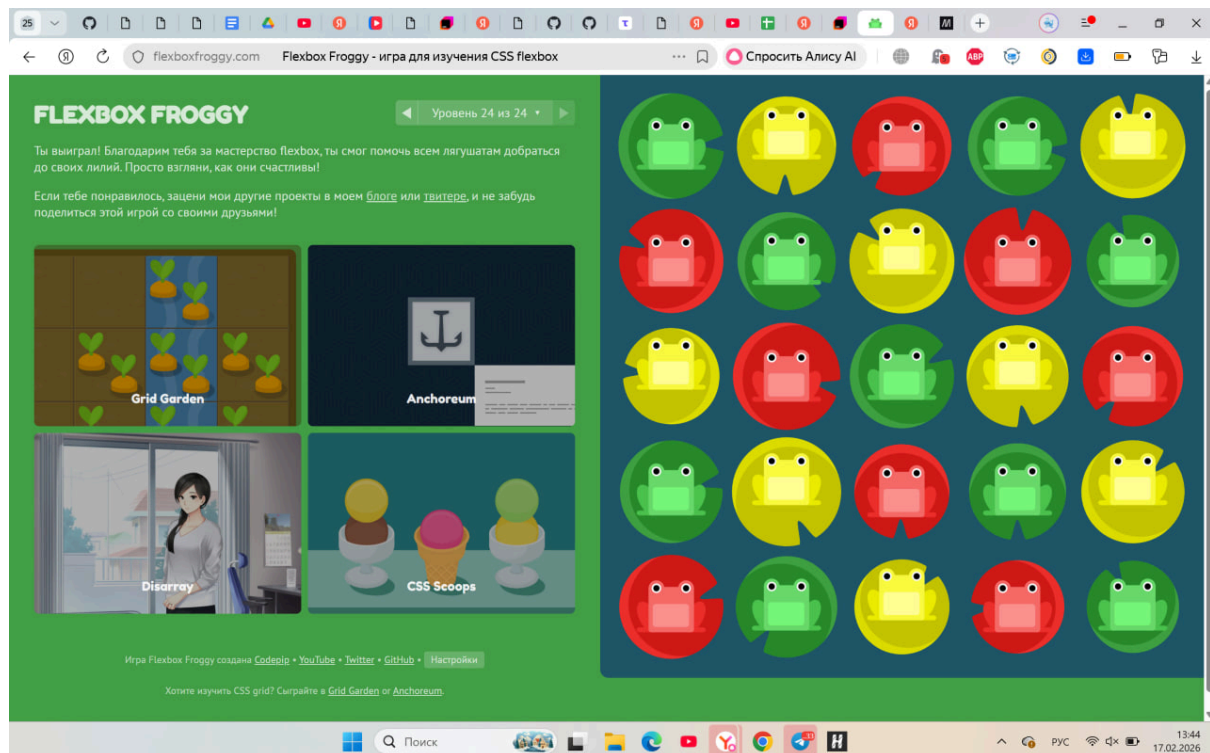 25
flexboxfroggy.com
Flexbox Froggy - игра для изучения CSS flexbox
Спросить Алису AI
ABP
FLEXBOX FROGGY
Уровень 24 из 24
Ты выиграл! Благодарим тебя за мастерство flexbox, ты смог помочь всем лягушатам добраться
до своих лилий. Просто взгляни, как они счастливы!
Если тебе понравилось, зацени мои другие проекты в моем блоге или твитере, и не забудь
поделиться этой игрой со своими друзьями!
Grid Garden
Anchoreum
Disarray
CSS Scoops
Игра Flexbox Froggy создана Codepip • YouTube • Twitter • GitHub • Настройки
Хотите изучить CSS grid? Сыграйте в Grid Garden or Anchoreum.
Поиск
РУС
13:44
17.02.2026